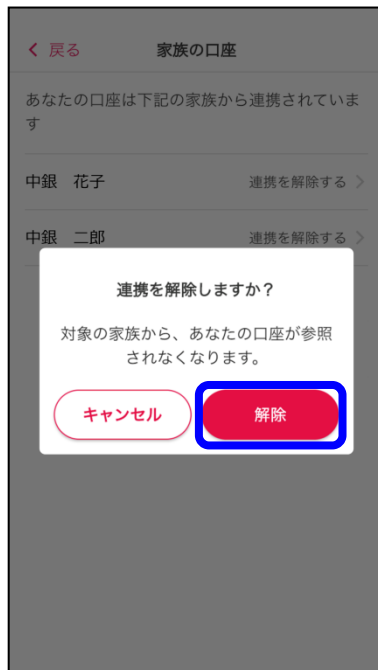 戻る 家族の口座
あなたの口座は下記の家族から連携されていま
す
中銀 花子 連携を解除する
中銀 二郎 連携を解除する
連携を解除しますか？
対象の家族から、あなたの口座が参照
されなくなります。
キャンセル 解除